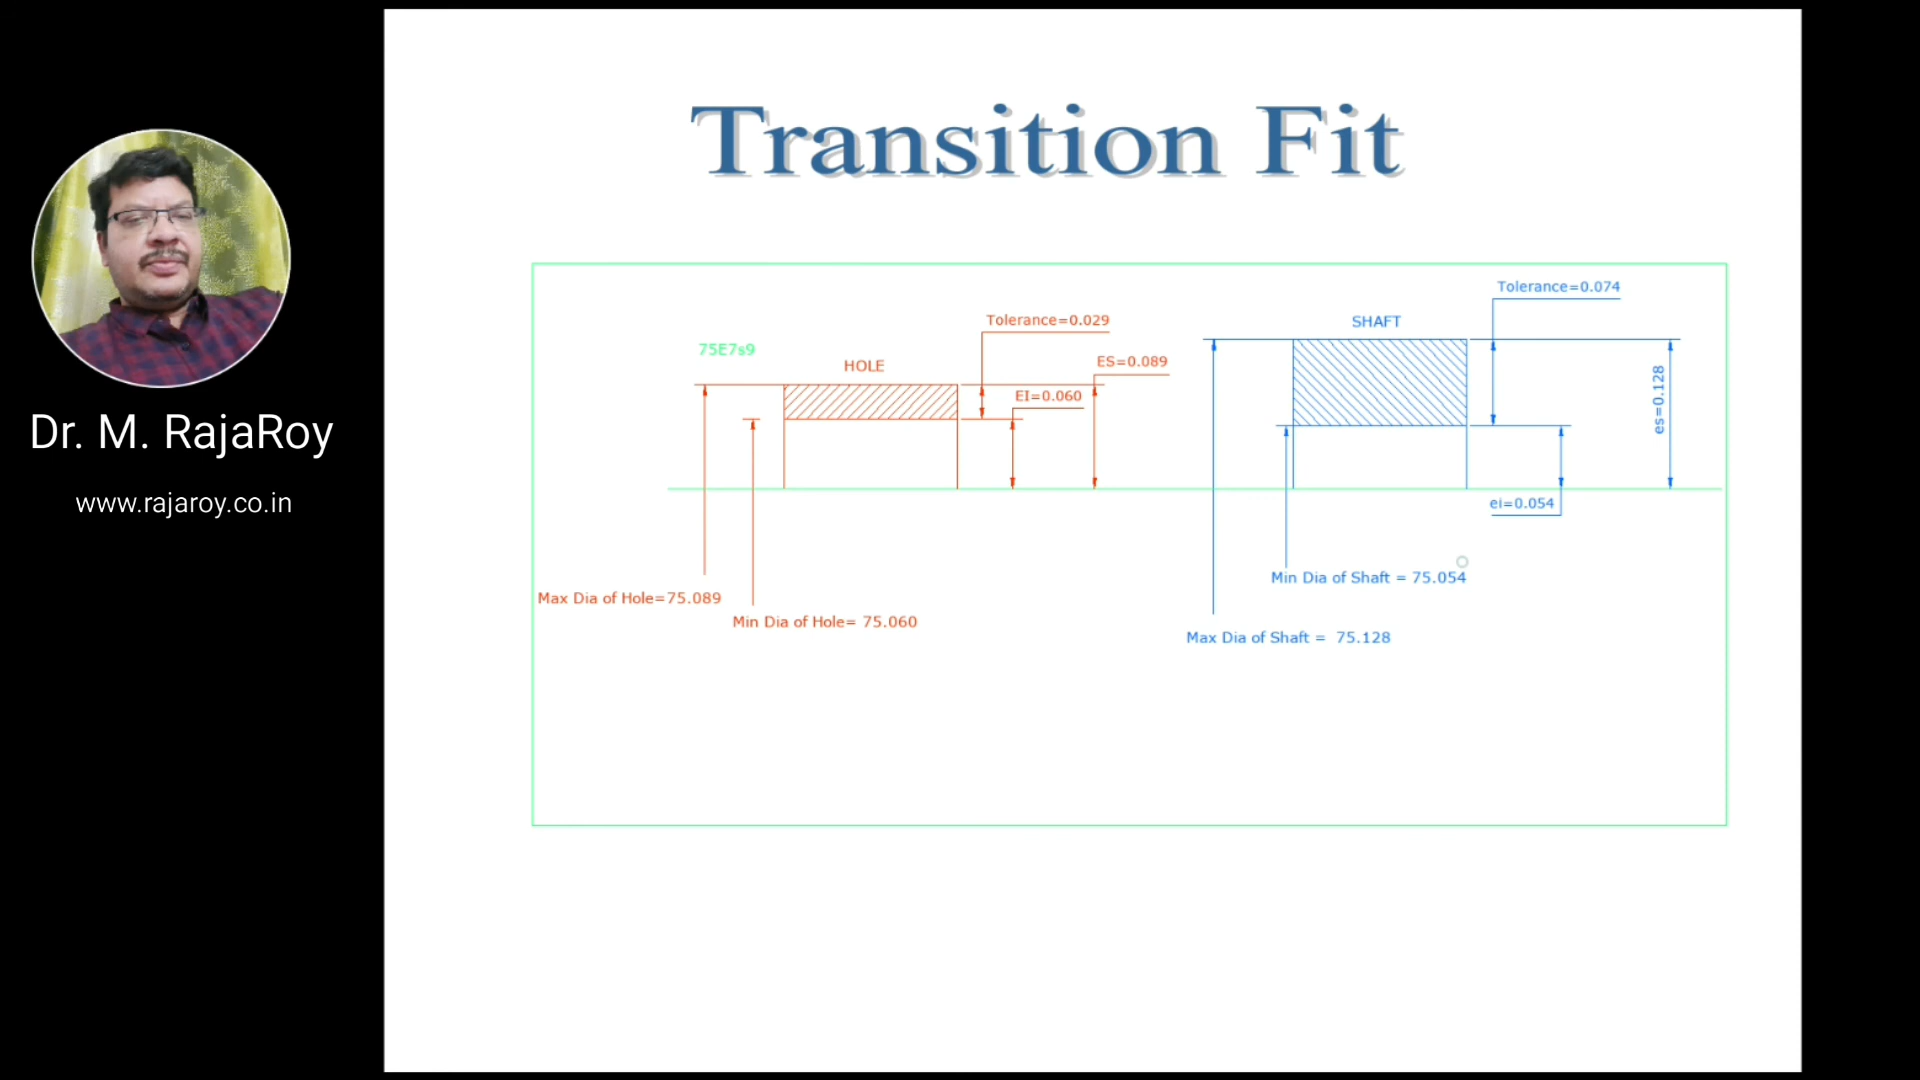 Transition Fit
Dr. M. RajaRoy
www.rajaroy.co.in
75E7s9
HOLE
Tolerance=0.029
ES=0.089
EI=0.060
Max Dia of Hole=75.089
Min Dia of Hole= 75.060
SHAFT
Tolerance=0.074
es=0.128
ei=0.054
Min Dia of Shaft = 75.054
Max Dia of Shaft = 75.128